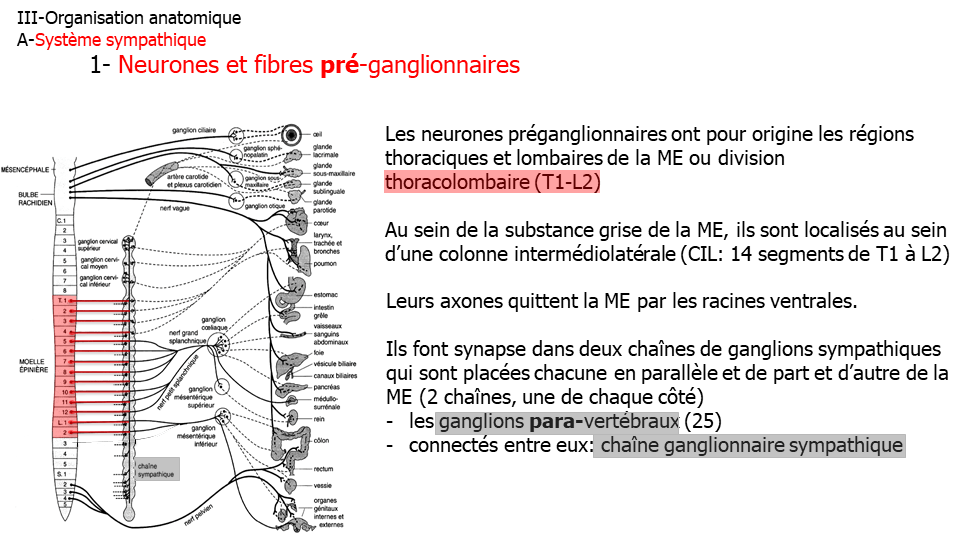 III-Organisation anatomique
A-Système sympathique
1- Neurones et fibres pré-ganglionnaires
Les neurones préganglionnaires ont pour origine les régions
thoraciques et lombaires de la ME ou division
thoracolombaire (T1-L2)
Au sein de la substance grise de la ME, ils sont localisés au sein
d’une colonne intermédiolatérale (CIL: 14 segments de T1 à L2)
Leurs axones quittent la ME par les racines ventrales.
Ils font synapse dans deux chaînes de ganglions sympathiques
qui sont placées chacune en parallèle et de part et d’autre de la
ME (2 chaînes, une de chaque côté)
- les ganglions para-vertébraux (25)
- connectés entre eux: chaîne ganglionnaire sympathique
MÉSENCÉPHALE
BULBE
RACHIDIEN
MOELLE
ÉPINIÈRE
C.1
2
3
4
5
6
7
8
T.1
2
3
4
5
6
7
8
9
10
11
12
L.1
2
3
4
5
S.1
2
3
4
5
ganglion ciliaire
ganglion sphé-
nopalatin
artère carotide
et plexus carotidien
ganglion sous-
maxillaire
ganglion otique
nerf vague
ganglion cervical
supérieur
ganglion cervi-
cal moyen
ganglion cervi-
cal inférieur
nerf grand
splanchnique
ganglion
cœliaque
nerf petit splanchnique
ganglion
mésentérique
supérieur
ganglion
mésentérique
inférieur
chaîne
sympathique
nerf pelvien
œil
glande
lacrimale
glande
sous-maxillaire
glande
sublinguale
glande
parotide
cœur
larynx,
trachée et
bronches
poumon
estomac
intestin
grêle
vaisseaux
sanguins
abdominaux
foie
vésicule biliaire
canaux biliaires
pancréas
médullo-
surrénale
rein
côlon
rectum
vessie
organes
génitaux
internes et
externes